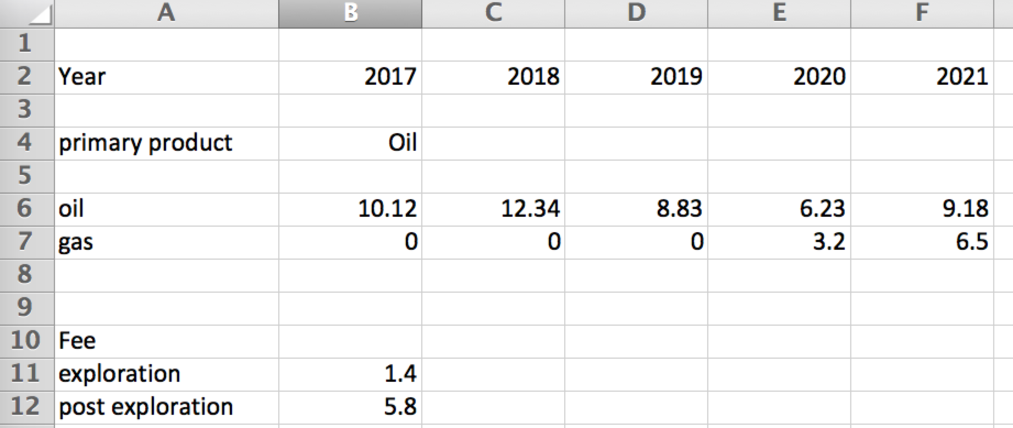 A B C D E F
1
2 Year 2017 2018 2019 2020 2021
3
4 primary product Oil
5
6 oil 10.12 12.34 8.83 6.23 9.18
7 gas 0 0 0 3.2 6.5
8
9
10 Fee
11 exploration 1.4
12 post exploration 5.8